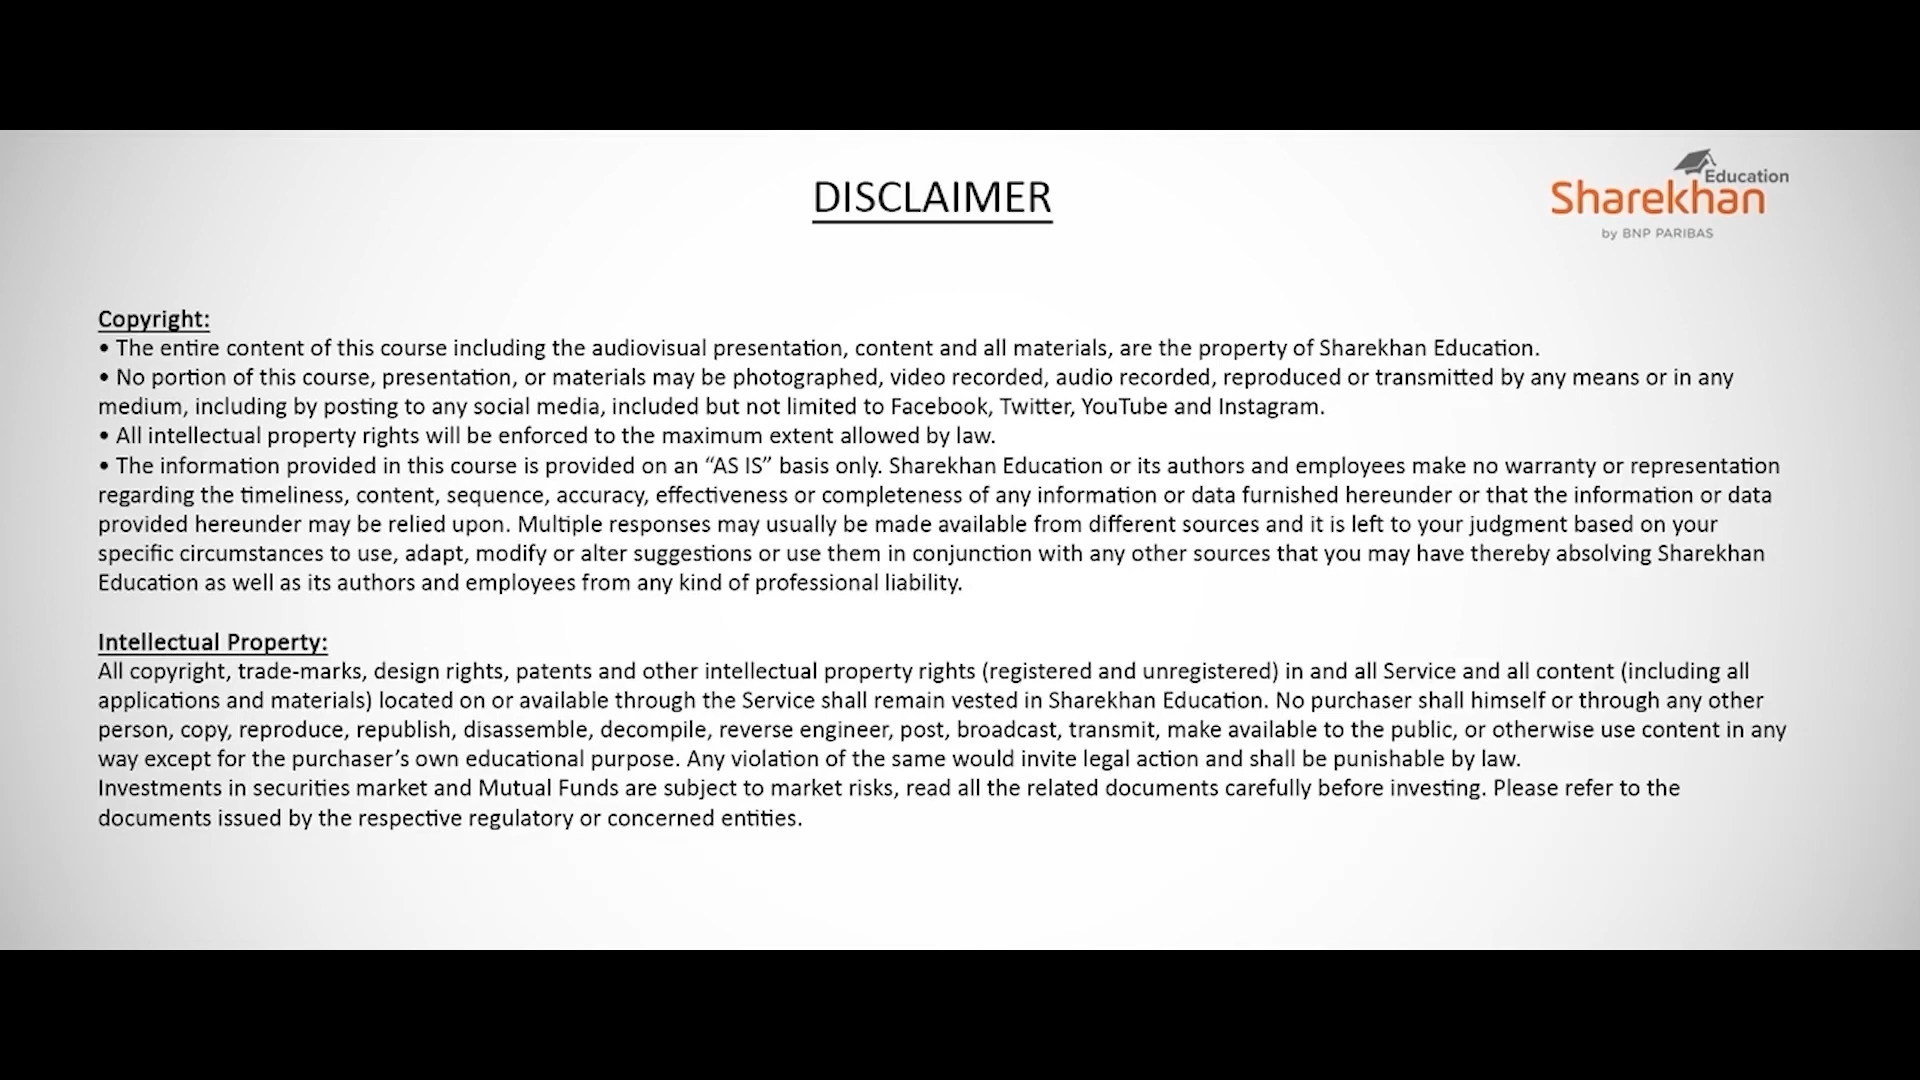 DISCLAIMER
Education
Sharekhan
by BNP PARIBAS
Copyright:
• The entire content of this course including the audiovisual presentation, content and all materials, are the property of Sharekhan Education.
• No portion of this course, presentation, or materials may be photographed, video recorded, audio recorded, reproduced or transmitted by any means or in any
medium, including by posting to any social media, included but not limited to Facebook, Twitter, YouTube and Instagram.
• All intellectual property rights will be enforced to the maximum extent allowed by law.
• The information provided in this course is provided on an “AS IS” basis only. Sharekhan Education or its authors and employees make no warranty or representation
regarding the timeliness, content, sequence, accuracy, effectiveness or completeness of any information or data furnished hereunder or that the information or data
provided hereunder may be relied upon. Multiple responses may usually be made available from different sources and it is left to your judgment based on your
specific circumstances to use, adapt, modify or alter suggestions or use them in conjunction with any other sources that you may have thereby absolving Sharekhan
Education as well as its authors and employees from any kind of professional liability.
Intellectual Property:
All copyright, trade-marks, design rights, patents and other intellectual property rights (registered and unregistered) in and all Service and all content (including all
applications and materials) located on or available through the Service shall remain vested in Sharekhan Education. No purchaser shall himself or through any other
person, copy, reproduce, republish, disassemble, decompile, reverse engineer, post, broadcast, transmit, make available to the public, or otherwise use content in any
way except for the purchaser’s own educational purpose. Any violation of the same would invite legal action and shall be punishable by law.
Investments in securities market and Mutual Funds are subject to market risks, read all the related documents carefully before investing. Please refer to the
documents issued by the respective regulatory or concerned entities.